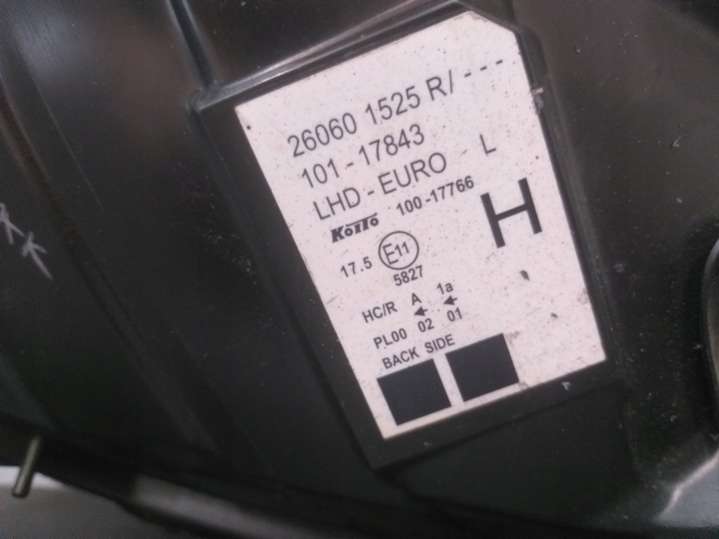 26060 1525 R/ - - -
101 - 17843
LHD - EURO - L
KOITO 100-17766 H
17.5 E11
5827
HC/R A 1a
PL00 02 01
BACK SIDE